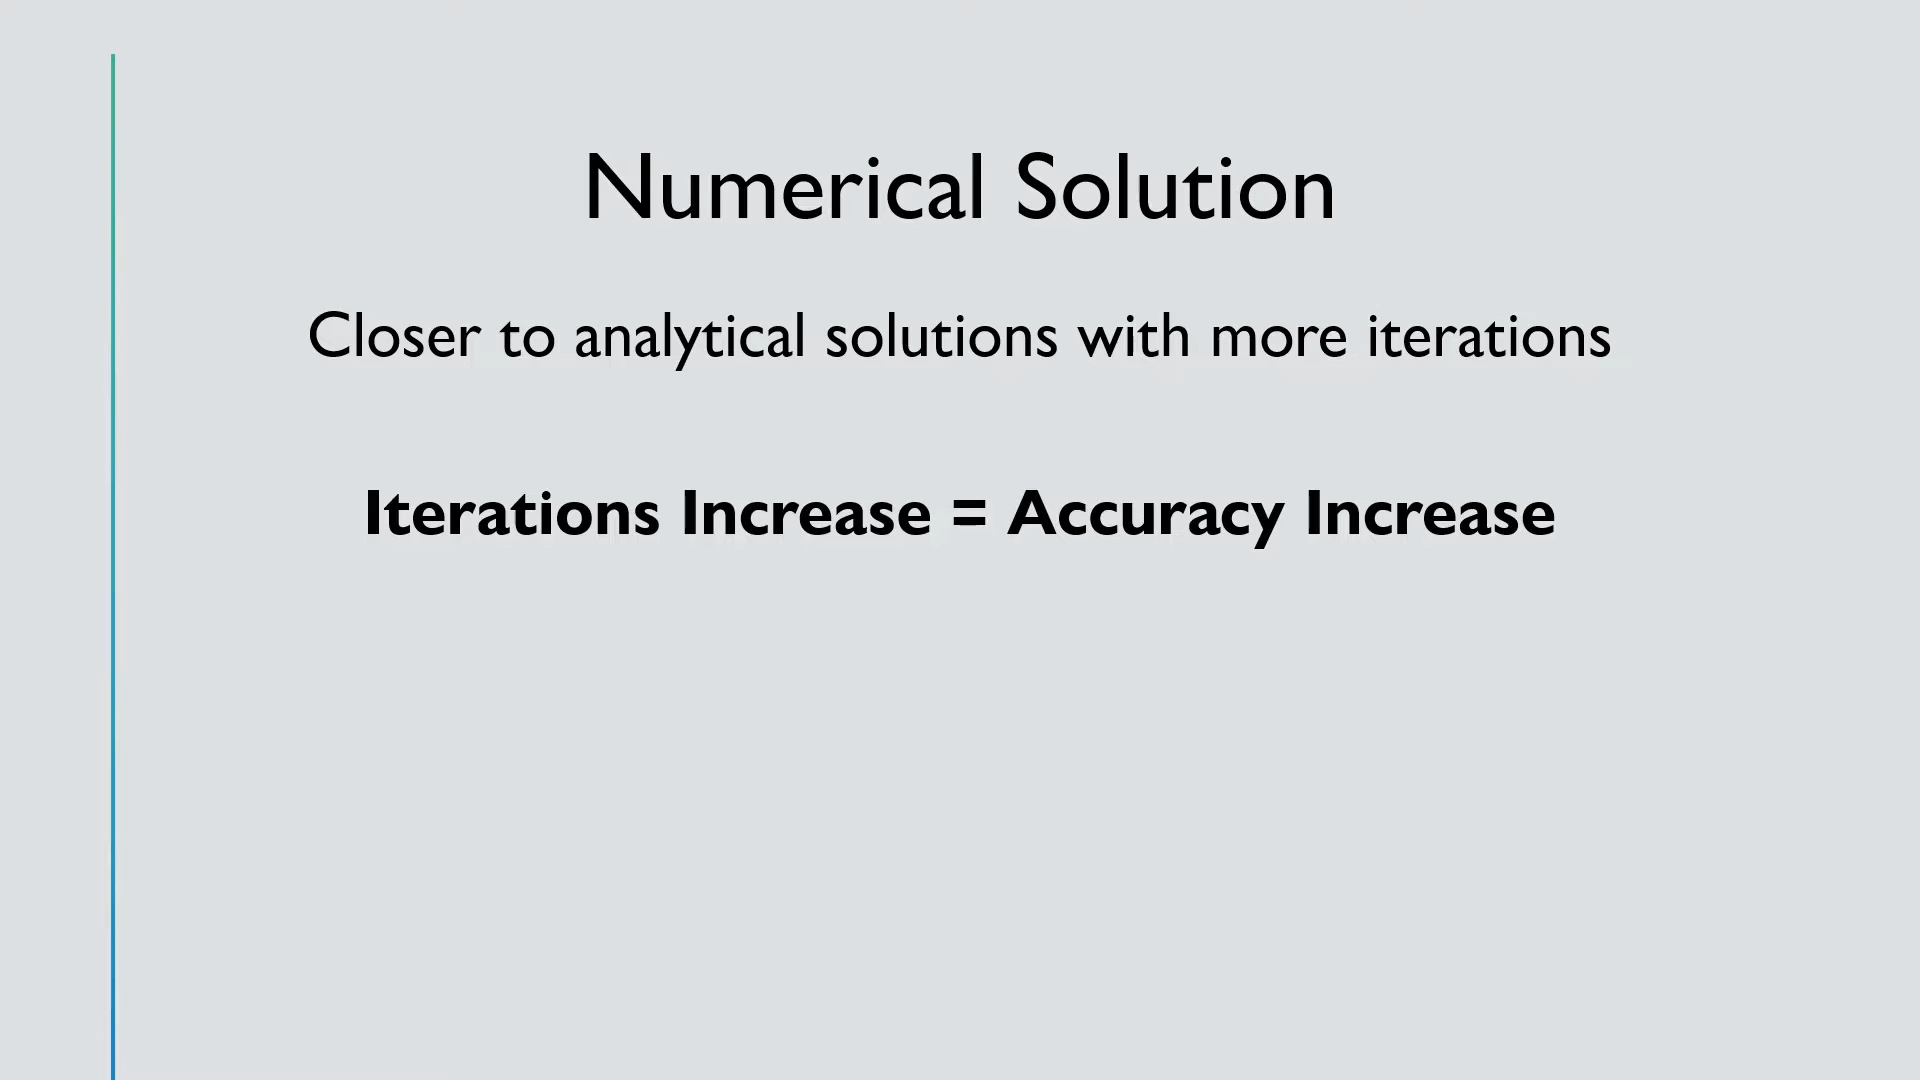 Numerical Solution
Closer to analytical solutions with more iterations
Iterations Increase = Accuracy Increase